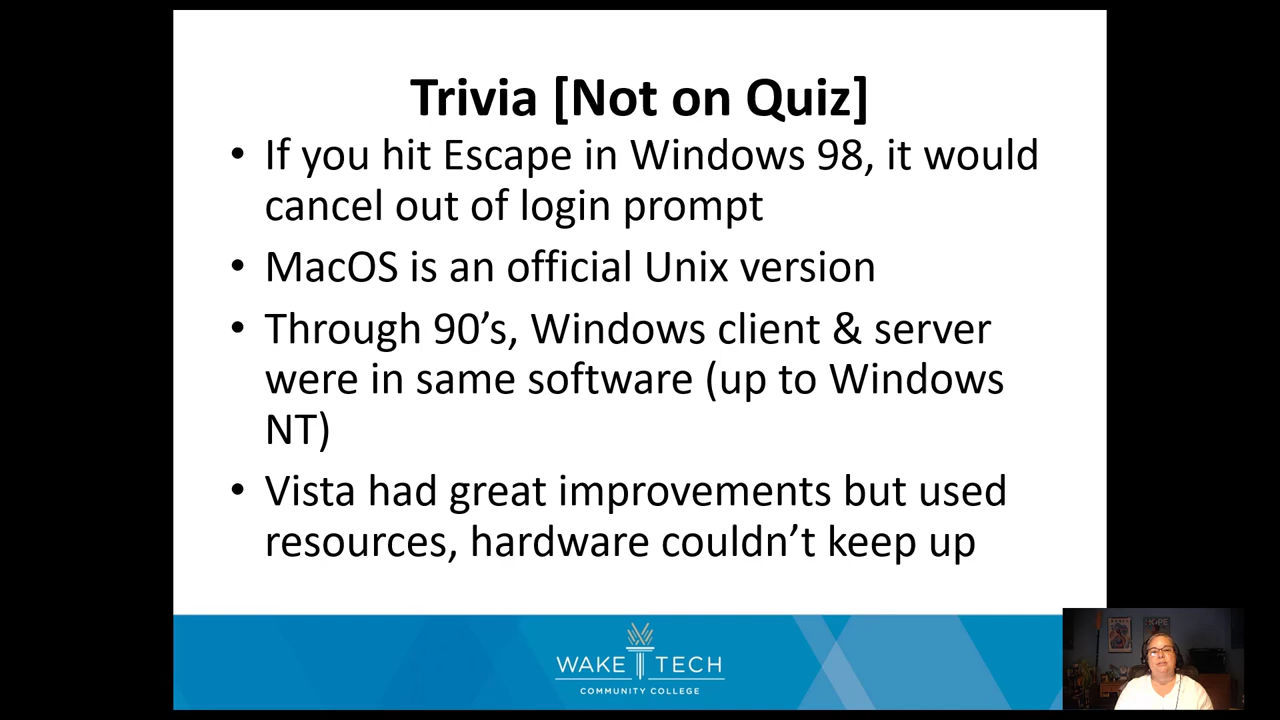 Trivia [Not on Quiz]
• If you hit Escape in Windows 98, it would
cancel out of login prompt
• MacOS is an official Unix version
• Through 90’s, Windows client & server
were in same software (up to Windows
NT)
• Vista had great improvements but used
resources, hardware couldn’t keep up
WAKE TECH
COMMUNITY COLLEGE
HOPE